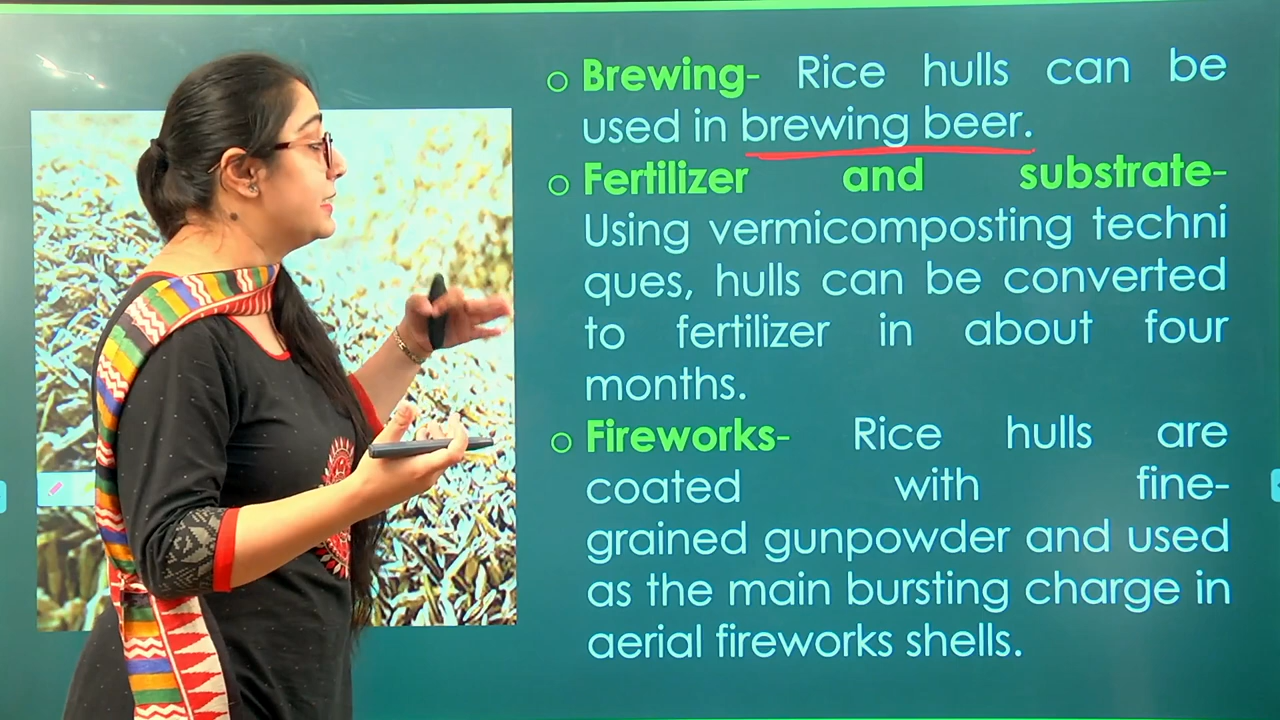 o Brewing- Rice hulls can be
used in brewing beer.
o Fertilizer and substrate-
Using vermicomposting techni
ques, hulls can be converted
to fertilizer in about four
months.
o Fireworks- Rice hulls are
coated with fine-
grained gunpowder and used
as the main bursting charge in
aerial fireworks shells.